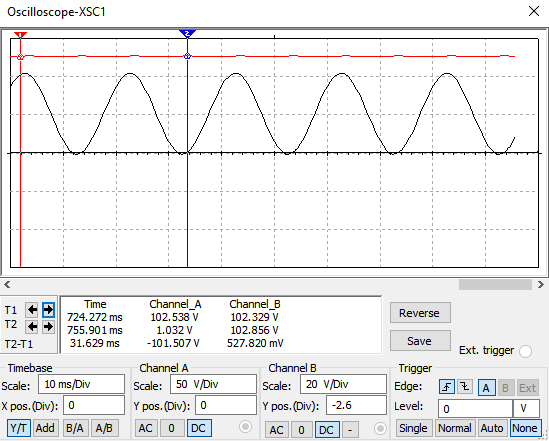 Oscilloscope-XSC1
1
2
T1
T2
T2-T1
Time Channel_A Channel_B
724.272 ms 102.538 V 102.329 V
755.901 ms 1.032 V 102.856 V
31.629 ms -101.507 V 527.820 mV
Reverse
Save
Ext. trigger
Timebase
Scale: 10 ms/Div
X pos.(Div): 0
Y/T Add B/A A/B
Channel A
Scale: 50 V/Div
Y pos.(Div): 0
AC 0 DC
Channel B
Scale: 20 V/Div
Y pos.(Div): -2.6
AC 0 DC -
Trigger
Edge: A B Ext
Level: 0 V
Single Normal Auto None